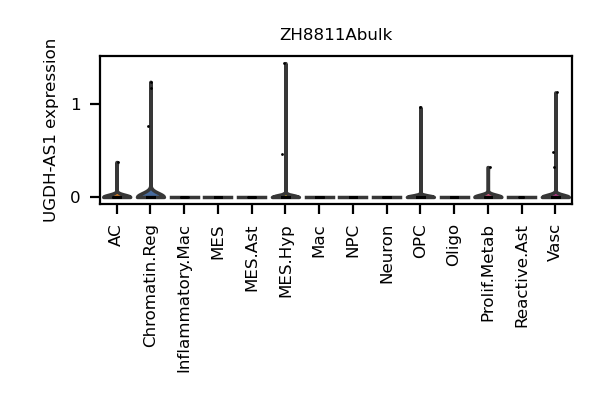 ZH8811Abulk
UGDH-AS1 expression
1
0
AC
Chromatin.Reg
Inflammatory.Mac
MES
MES.Ast
MES.Hyp
Mac
NPC
Neuron
OPC
Oligo
Prolif.Metab
Reactive.Ast
Vasc